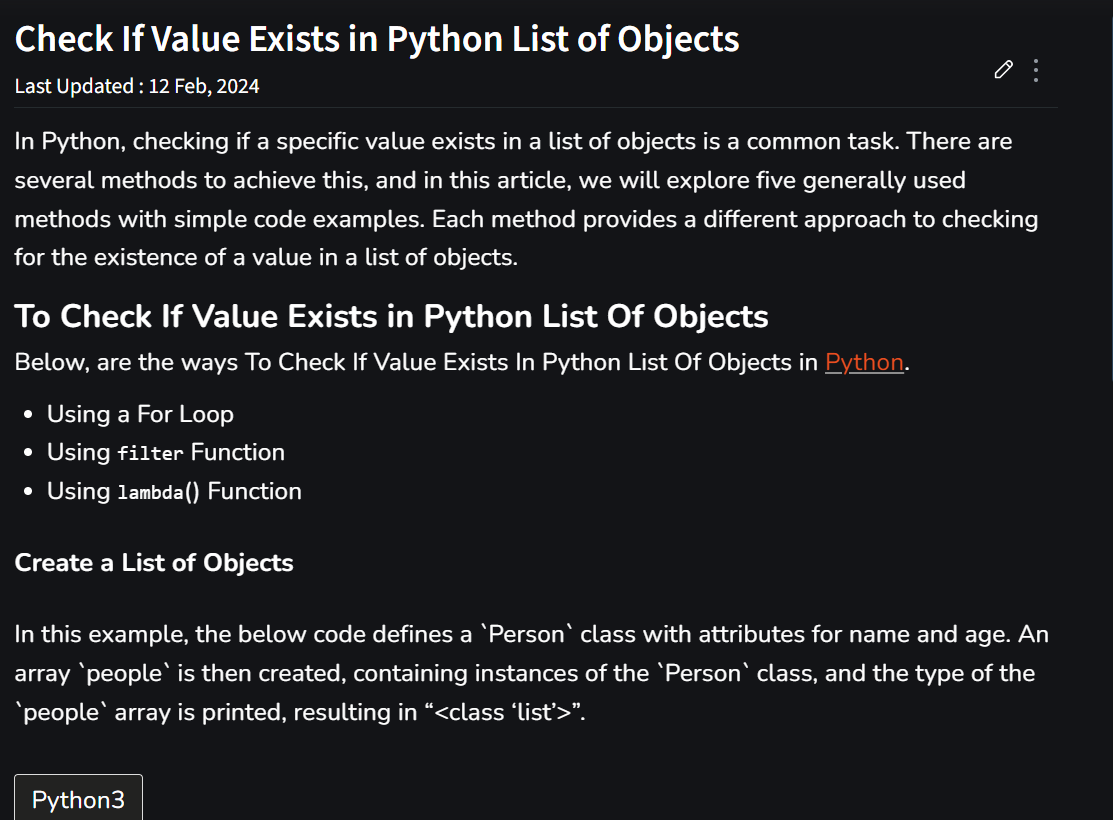 Check If Value Exists in Python List of Objects
Last Updated : 12 Feb, 2024
In Python, checking if a specific value exists in a list of objects is a common task. There are
several methods to achieve this, and in this article, we will explore five generally used
methods with simple code examples. Each method provides a different approach to checking
for the existence of a value in a list of objects.
To Check If Value Exists in Python List Of Objects
Below, are the ways To Check If Value Exists In Python List Of Objects in Python.
• Using a For Loop
• Using filter Function
• Using lambda() Function
Create a List of Objects
In this example, the below code defines a `Person` class with attributes for name and age. An
array `people` is then created, containing instances of the `Person` class, and the type of the
`people` array is printed, resulting in “<class ‘list’>”.
Python3